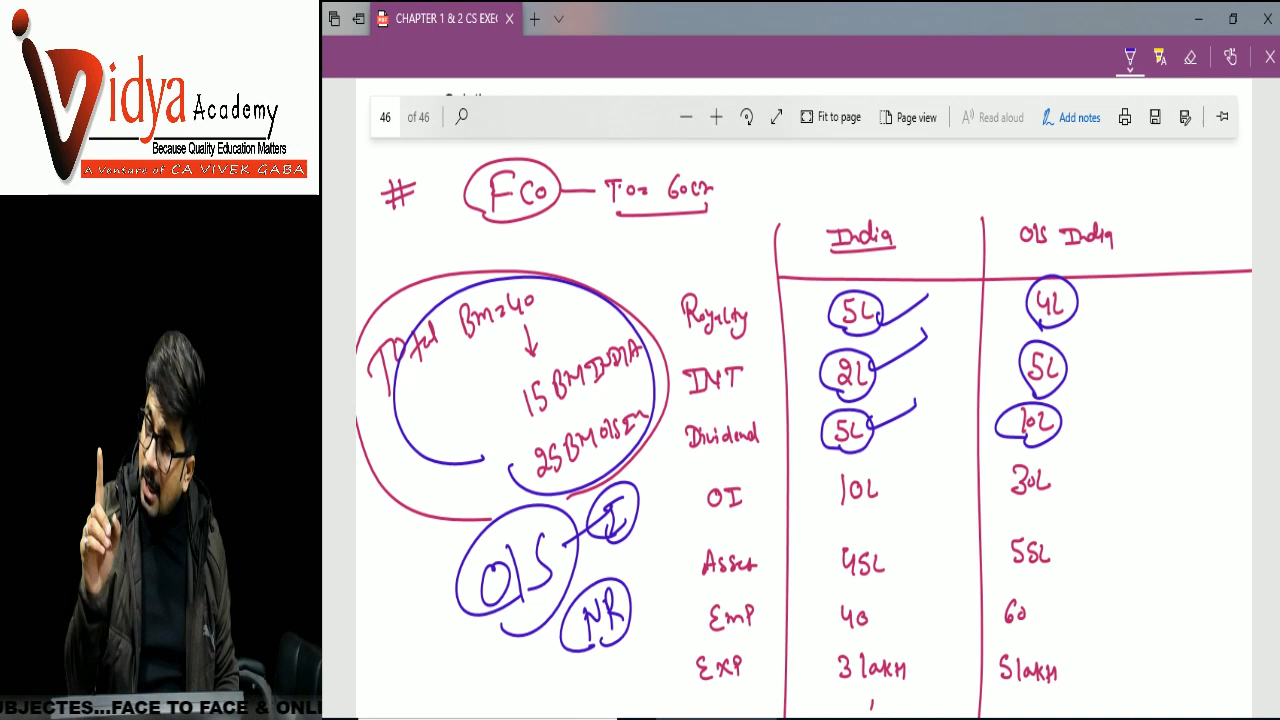 CHAPTER 1 & 2 CS EXE
46 of 46 Fit to page Page view Read aloud Add notes
Vidya Academy
Because Quality Education Matters
A Venture of CA VIVEK GABA
# FCo — T.O= 60cr
India O/S India
Total BM=40
15 BM INDIA
25 BM O/S IN
O/S I
NR
Royalty 5L 4L
INT 2L 5L
Dividend 5L 10L
OI 10L 30L
Asset 45L 55L
Emp 40 60
EXP 3 lakh 5 lakh
UBJECTES...FACE TO FACE & ONLI